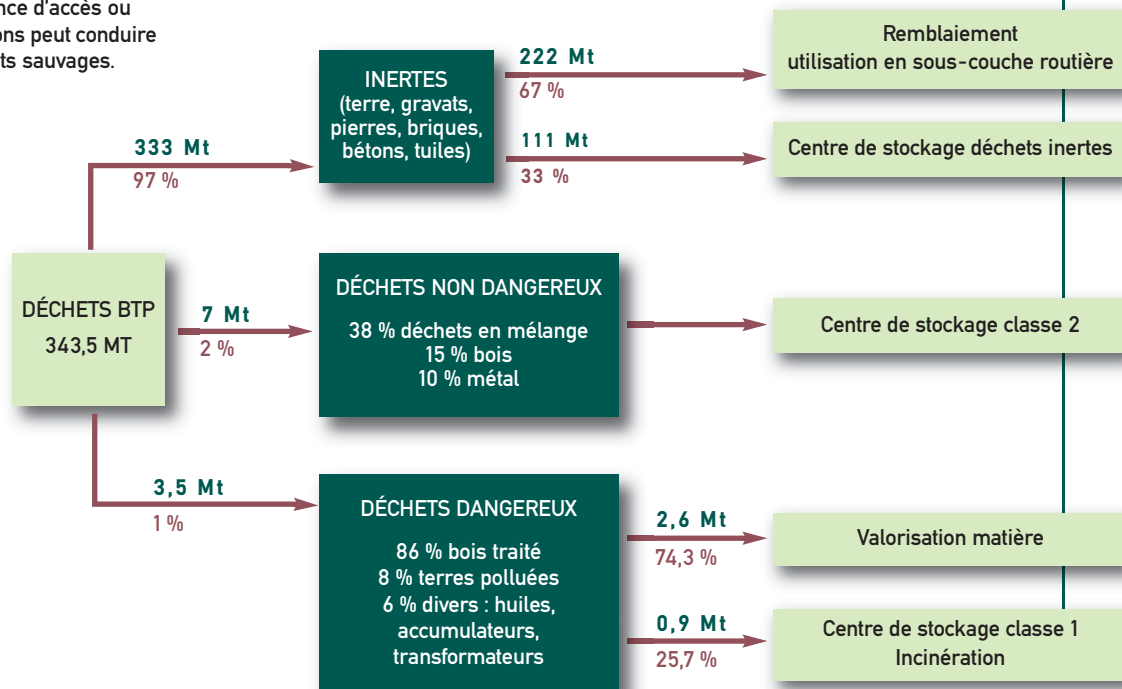 d'accès ou
peut conduire
sauvages.
INERTES
(terre, gravats,
pierres, briques,
bétons, tuiles)
222 Mt
67 %
Remblaiement
utilisation en sous-couche routière
333 Mt
97 %
111 Mt
33 %
Centre de stockage déchets inertes
DÉCHETS BTP
343,5 MT
7 Mt
2 %
DÉCHETS NON DANGEREUX
38 % déchets en mélange
15 % bois
10 % métal
Centre de stockage classe 2
3,5 Mt
1 %
DÉCHETS DANGEREUX
86 % bois traité
8 % terres polluées
6 % divers : huiles,
accumulateurs,
transformateurs
2,6 Mt
74,3 %
Valorisation matière
0,9 Mt
25,7 %
Centre de stockage classe 1
Incinération